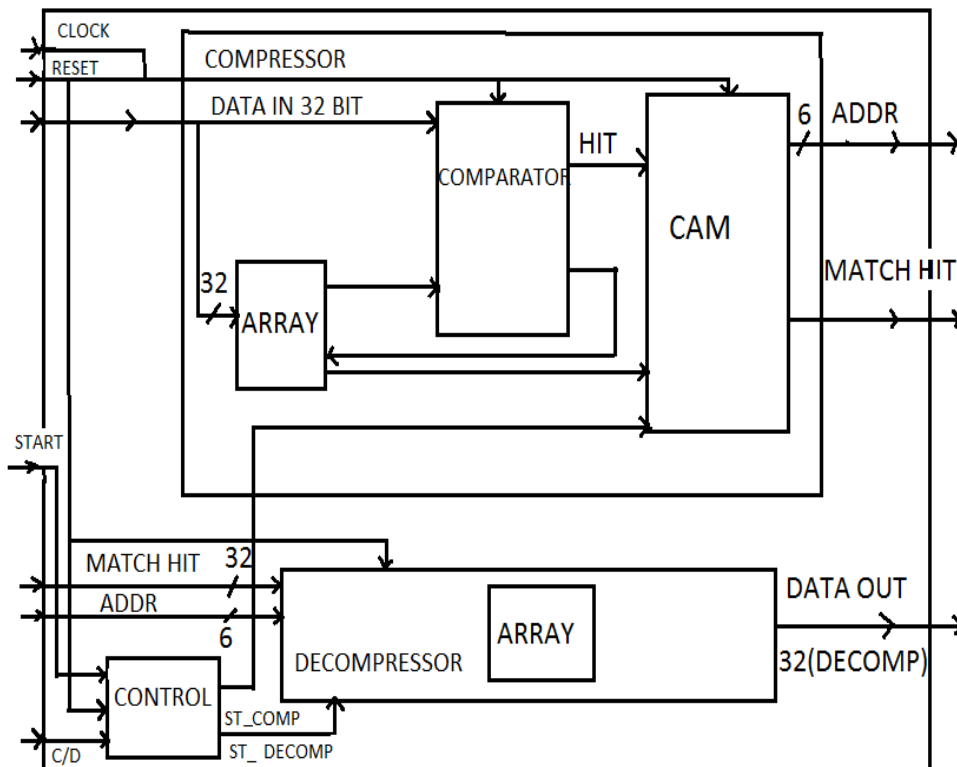 CLOCK
RESET
COMPRESSOR
DATA IN 32 BIT
6
ADDR
HIT
COMPARATOR
CAM
MATCH HIT
32
ARRAY
START
MATCH HIT
32
ADDR
6
DATA OUT
ARRAY
DECOMPRESSOR
32(DECOMP)
CONTROL
ST_COMP
ST_ DECOMP
C/D